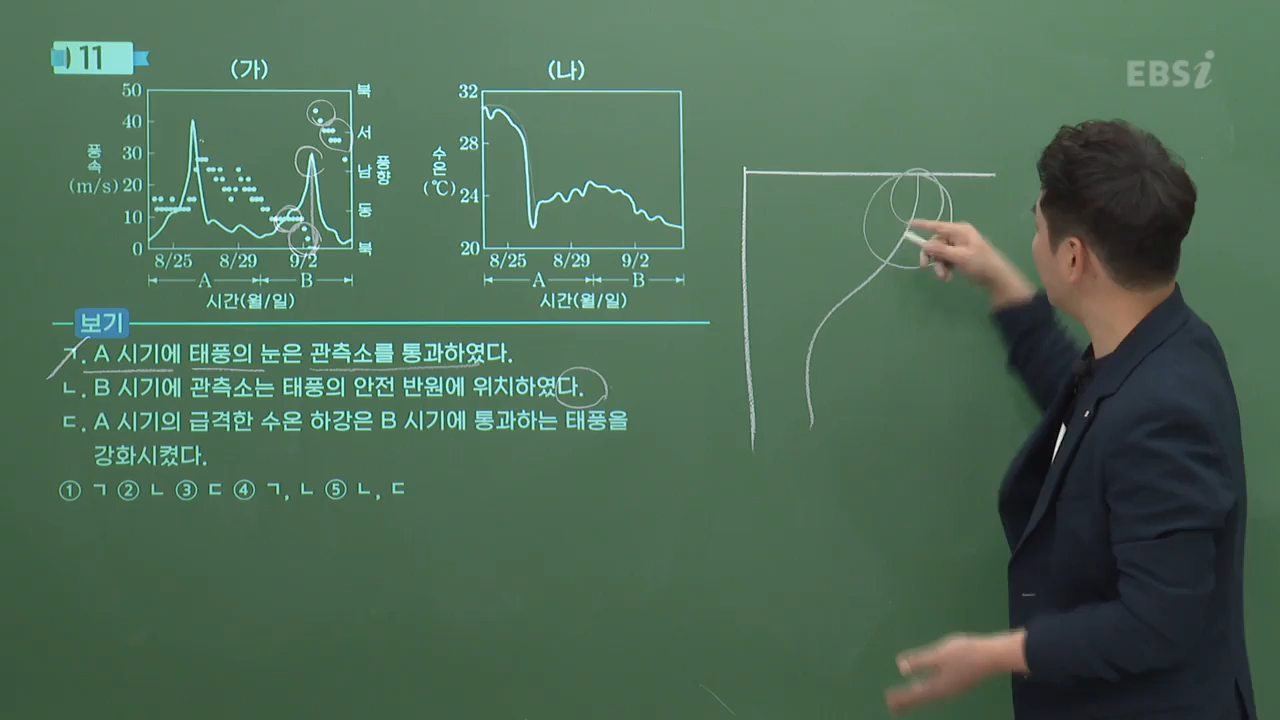 11
EBSi
(가)
50
40
30
20
10
0
풍속
(m/s)
북
서
남
동
북
풍향
8/25 8/29 9/2
A B
시간(월/일)
(나)
32
28
24
20
수온
(℃)
8/25 8/29 9/2
A B
시간(월/일)
보기
ㄱ. A 시기에 태풍의 눈은 관측소를 통과하였다.
ㄴ. B 시기에 관측소는 태풍의 안전 반원에 위치하였다.
ㄷ. A 시기의 급격한 수온 하강은 B 시기에 통과하는 태풍을
강화시켰다.
① ㄱ ② ㄴ ③ ㄷ ④ ㄱ, ㄴ ⑤ ㄴ, ㄷ